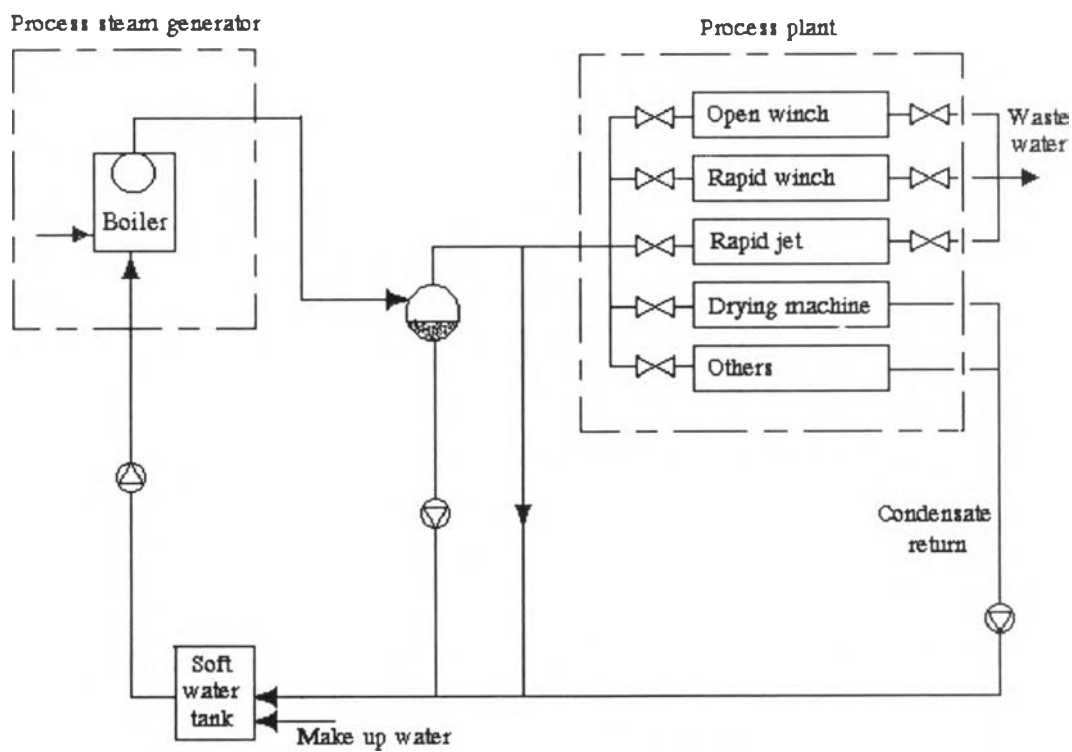 Process steam generator
Process plant
Open winch
Waste
water
Rapid winch
Boiler
Rapid jet
Drying machine
Others
Condensate
return
Soft
water
tank
Make up water